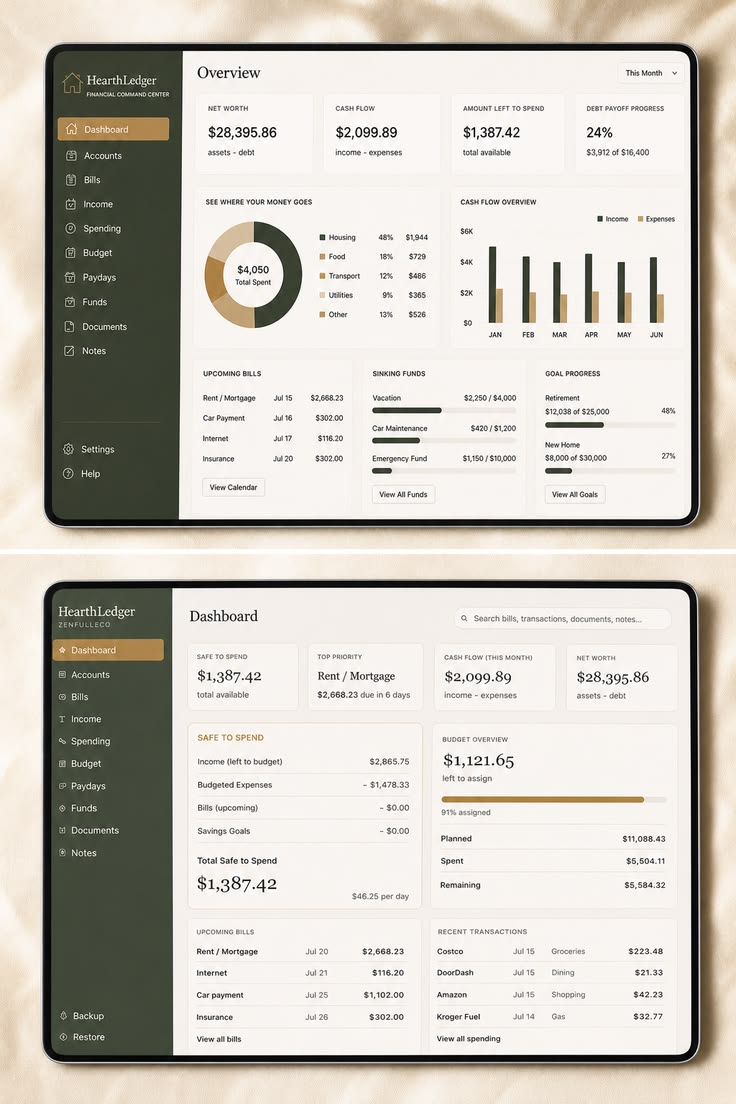 HearthLedger
FINANCIAL COMMAND CENTER
Dashboard
Accounts
Bills
Income
Spending
Budget
Paydays
Funds
Documents
Notes
Settings
Help
Overview
This Month
NET WORTH
$28,395.86
assets - debt
CASH FLOW
$2,099.89
income - expenses
AMOUNT LEFT TO SPEND
$1,387.42
total available
DEBT PAYOFF PROGRESS
24%
$3,912 of $16,400
SEE WHERE YOUR MONEY GOES
$4,050
Total Spent
Housing 48% $1,944
Food 18% $729
Transport 12% $486
Utilities 9% $365
Other 13% $526
CASH FLOW OVERVIEW
Income Expenses
$6K
$4K
$2K
$0
JAN FEB MAR APR MAY JUN
UPCOMING BILLS
Rent / Mortgage Jul 15 $2,668.23
Car Payment Jul 16 $302.00
Internet Jul 17 $116.20
Insurance Jul 20 $302.00
View Calendar
SINKING FUNDS
Vacation $2,250 / $4,000
Car Maintenance $420 / $1,200
Emergency Fund $1,150 / $10,000
View All Funds
GOAL PROGRESS
Retirement
$12,038 of $25,000 48%
New Home
$8,000 of $30,000 27%
View All Goals
HearthLedger
ZENFULLECO
Dashboard
Accounts
Bills
Income
Spending
Budget
Paydays
Funds
Documents
Notes
Backup
Restore
Dashboard
Search bills, transactions, documents, notes...
SAFE TO SPEND
$1,387.42
total available
TOP PRIORITY
Rent / Mortgage
$2,668.23 due in 6 days
CASH FLOW (THIS MONTH)
$2,099.89
income - expenses
NET WORTH
$28,395.86
assets - debt
SAFE TO SPEND
Income (left to budget) $2,865.75
Budgeted Expenses - $1,478.33
Bills (upcoming) - $0.00
Savings Goals - $0.00
Total Safe to Spend
$1,387.42
$46.25 per day
BUDGET OVERVIEW
$1,121.65
left to assign
91% assigned
Planned $11,088.43
Spent $5,504.11
Remaining $5,584.32
UPCOMING BILLS
Rent / Mortgage Jul 20 $2,668.23
Internet Jul 21 $116.20
Car payment Jul 25 $1,102.00
Insurance Jul 26 $302.00
View all bills
RECENT TRANSACTIONS
Costco Jul 15 Groceries $223.48
DoorDash Jul 15 Dining $21.33
Amazon Jul 15 Shopping $42.23
Kroger Fuel Jul 14 Gas $32.77
View all spending